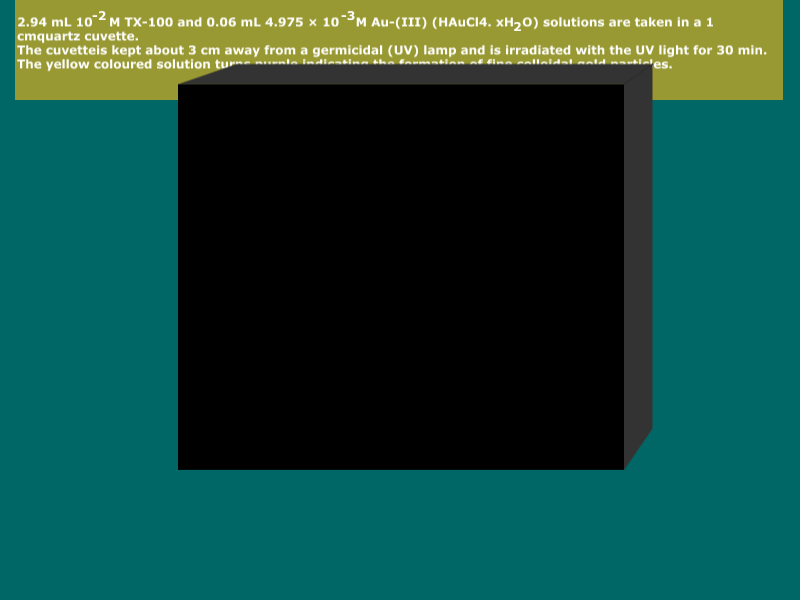 2.94 mL 10⁻² M TX-100 and 0.06 mL 4.975 × 10⁻³M Au-(III) (HAuCl4. xH₂O) solutions are taken in a 1
cmquartz cuvette.
The cuvetteis kept about 3 cm away from a germicidal (UV) lamp and is irradiated with the UV light for 30 min.
The yellow coloured solution turns purple indicating the formation of fine colloidal gold particles.